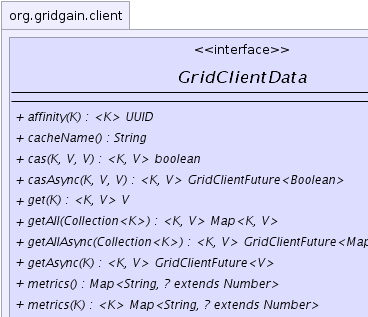 org.gridgain.client
<<interface>>
GridClientData
+ affinity(K) : <K> UUID
+ cacheName() : String
+ cas(K, V, V) : <K, V> boolean
+ casAsync(K, V, V) : <K, V> GridClientFuture<Boolean>
+ get(K) : <K, V> V
+ getAll(Collection<K>) : <K, V> Map<K, V>
+ getAllAsync(Collection<K>) : <K, V> GridClientFuture<Map
+ getAsync(K) : <K, V> GridClientFuture<V>
+ metrics() : Map<String, ? extends Number>
+ metrics(K) : <K> Map<String, ? extends Number>